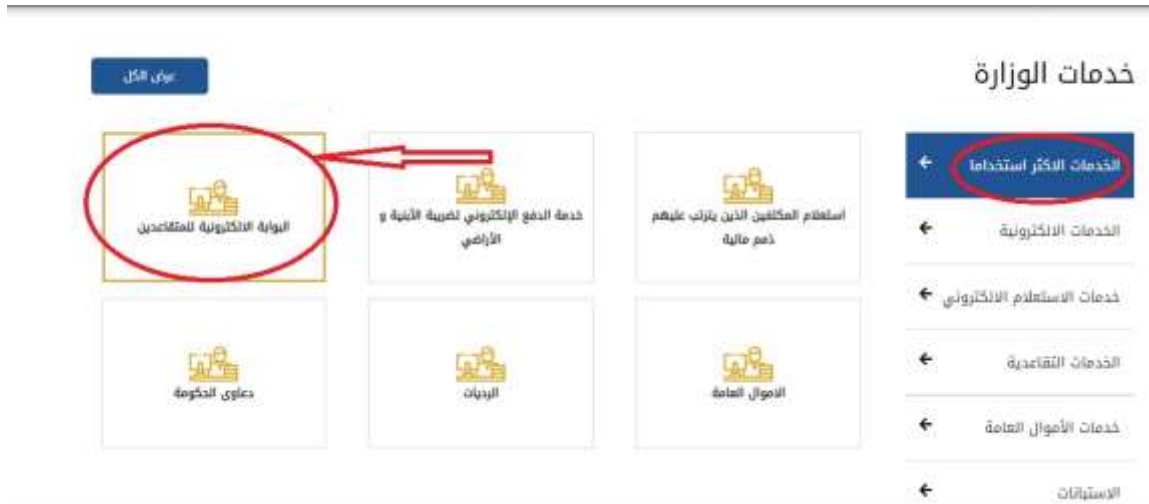 خدمات الوزارة
عرض الكل
الخدمات الاكثر استخداما
الخدمات الالكترونية
خدمات الاستعلام الالكتروني
الخدمات التقاعدية
خدمات الأموال العامة
الاستبانات
استعلام المكلفين الذين يترتب عليهم
ذمم مالية
خدمة الدفع الإلكتروني لضريبة الأبنية و
الأراضي
البوابة الالكترونية للمتقاعدين
الاموال العامة
الرديات
دعاوى الحكومة